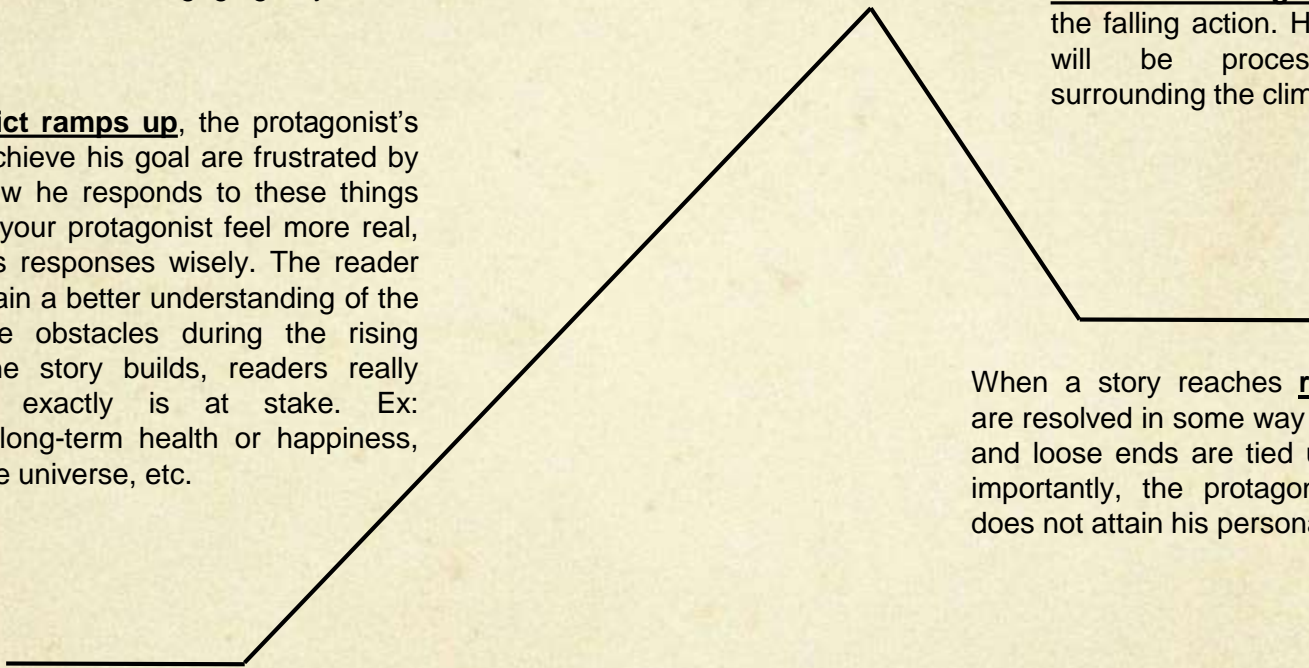 ict ramps up, the protagonist's
chieve his goal are frustrated by
w he responds to these things
your protagonist feel more real,
s responses wisely. The reader
ain a better understanding of the
e obstacles during the rising
ne story builds, readers really
exactly is at stake. Ex:
long-term health or happiness,
e universe, etc.
the falling action. H
will be proces
surrounding the clim
When a story reaches r
are resolved in some way
and loose ends are tied u
importantly, the protagon
does not attain his persona